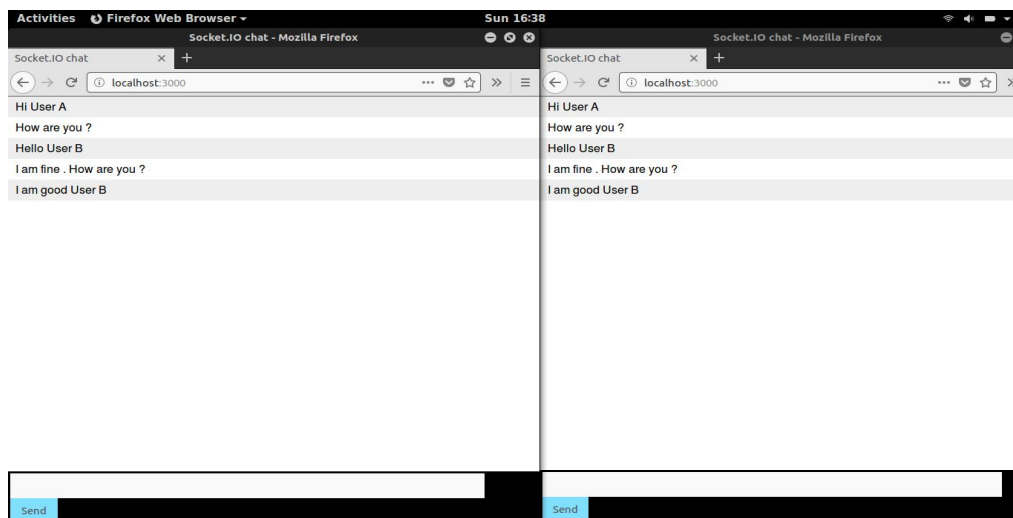 Activities Firefox Web Browser Sun 16:38
Socket.IO chat - Mozilla Firefox
Socket.IO chat
localhost:3000
Hi User A
How are you ?
Hello User B
I am fine . How are you ?
I am good User B
Send
Socket.IO chat - Mozilla Firefox
Socket.IO chat
localhost:3000
Hi User A
How are you ?
Hello User B
I am fine . How are you ?
I am good User B
Send